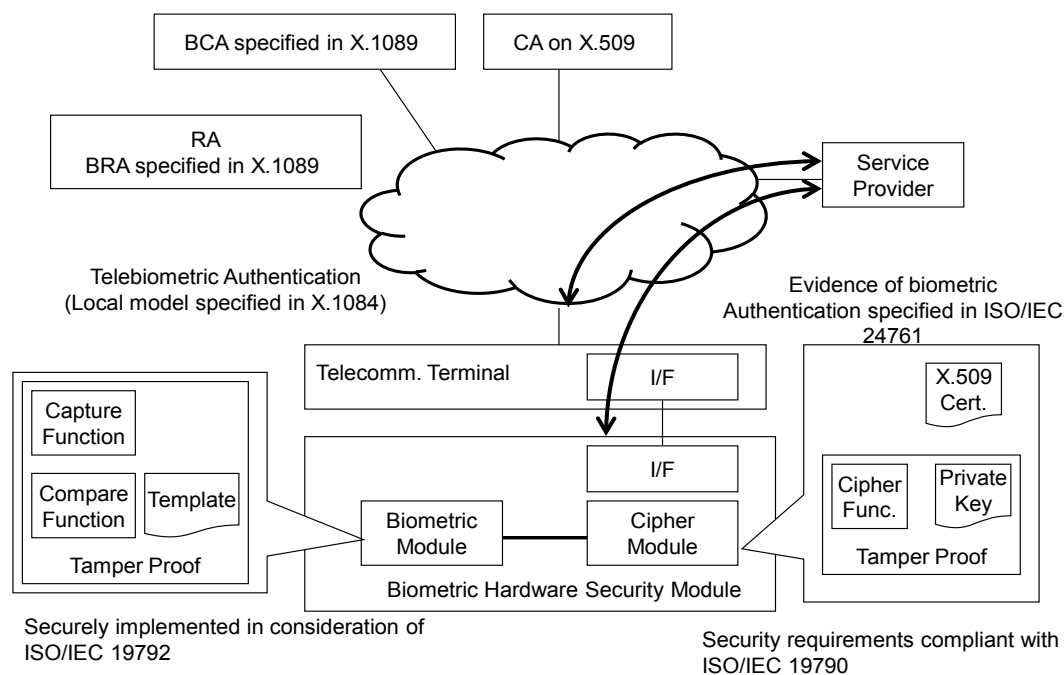 BCA specified in X.1089
CA on X.509
RA
BRA specified in X.1089
Service
Provider
Telebiometric Authentication
(Local model specified in X.1084)
Evidence of biometric
Authentication specified in ISO/IEC
24761
Telecomm. Terminal
I/F
X.509
Cert.
Capture
Function
I/F
Compare
Function
Template
Biometric
Module
Cipher
Module
Cipher
Func.
Private
Key
Tamper Proof
Tamper Proof
Biometric Hardware Security Module
Securely implemented in consideration of
ISO/IEC 19792
Security requirements compliant with
ISO/IEC 19790